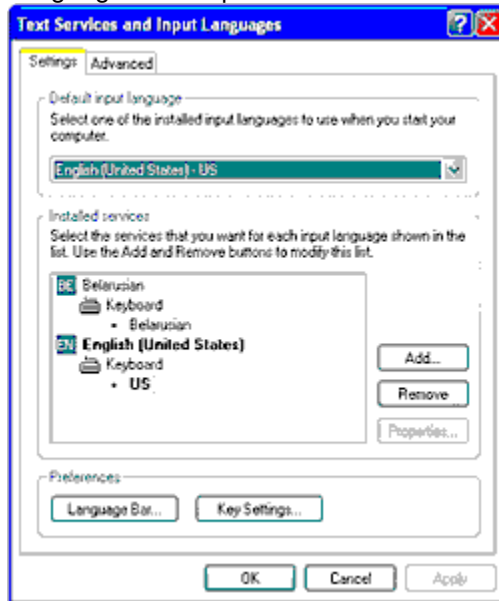 Text Services and Input Languages
Settings
Advanced
Default input language
Select one of the installed input languages to use when you start your
computer.
English (United States) - US
Installed services
Select the services that you want for each input language shown in the
list. Use the Add and Remove buttons to modify this list.
BE Belarusian
Keyboard
• Belarusian
EN English (United States)
Keyboard
• US
Add...
Remove
Properties...
Preferences
Language Bar...
Key Settings...
OK
Cancel
Apply